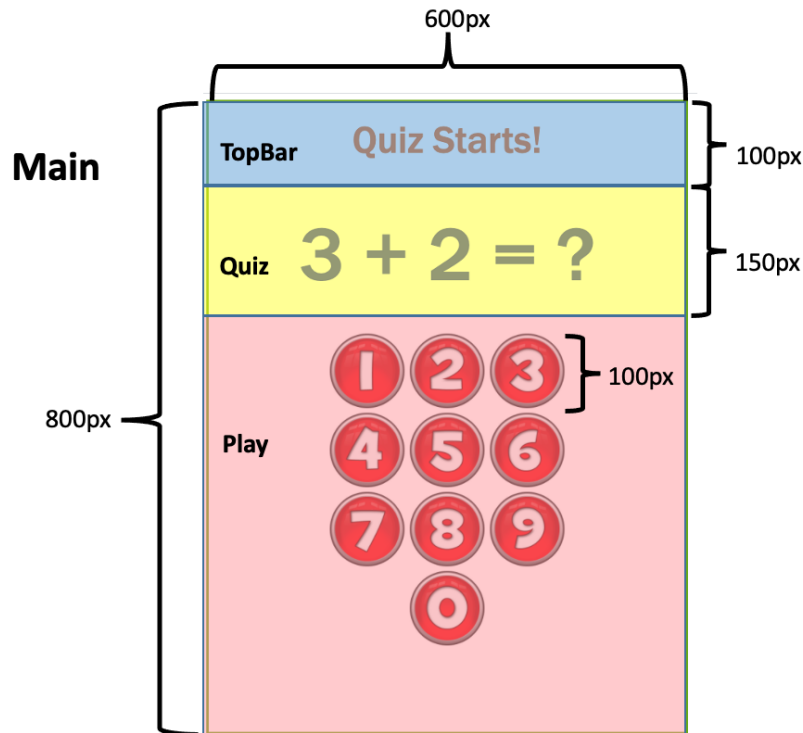 600px
Main
TopBar
Quiz Starts!
100px
Quiz
3 + 2 = ?
150px
800px
Play
1 2 3
100px
4 5 6
7 8 9
0